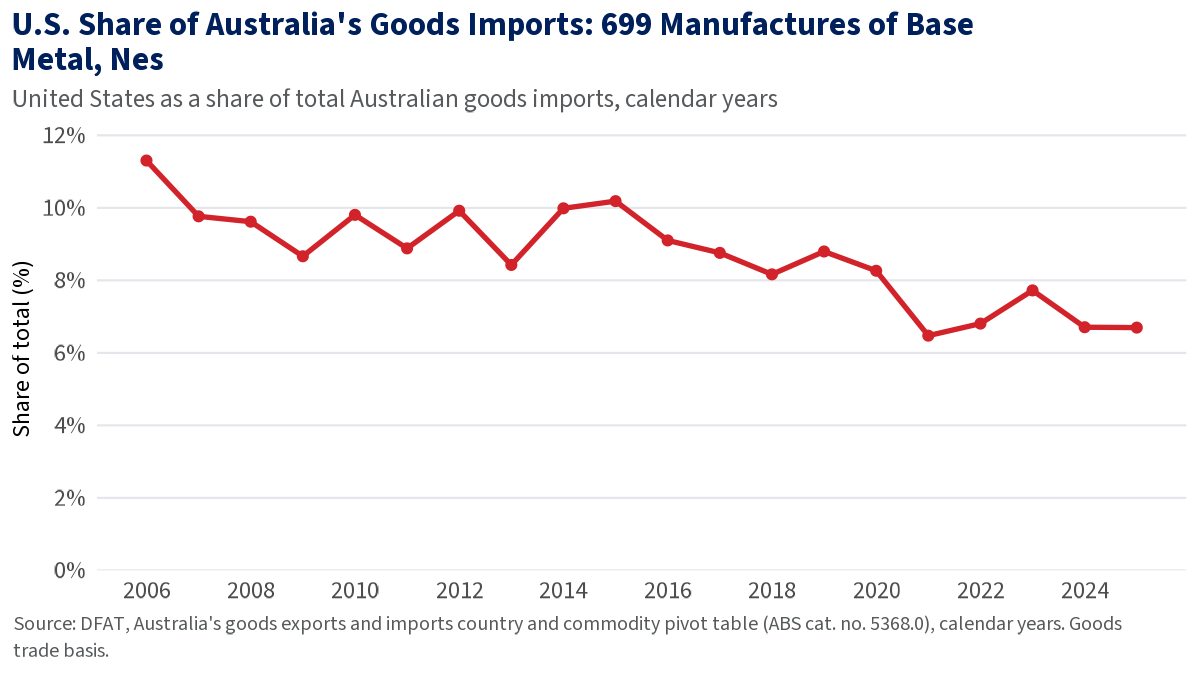 U.S. Share of Australia's Goods Imports: 699 Manufactures of Base
Metal, Nes
United States as a share of total Australian goods imports, calendar years
Share of total (%)
12%
10%
8%
6%
4%
2%
0%
2006 2008 2010 2012 2014 2016 2018 2020 2022 2024
Source: DFAT, Australia's goods exports and imports country and commodity pivot table (ABS cat. no. 5368.0), calendar years. Goods
trade basis.